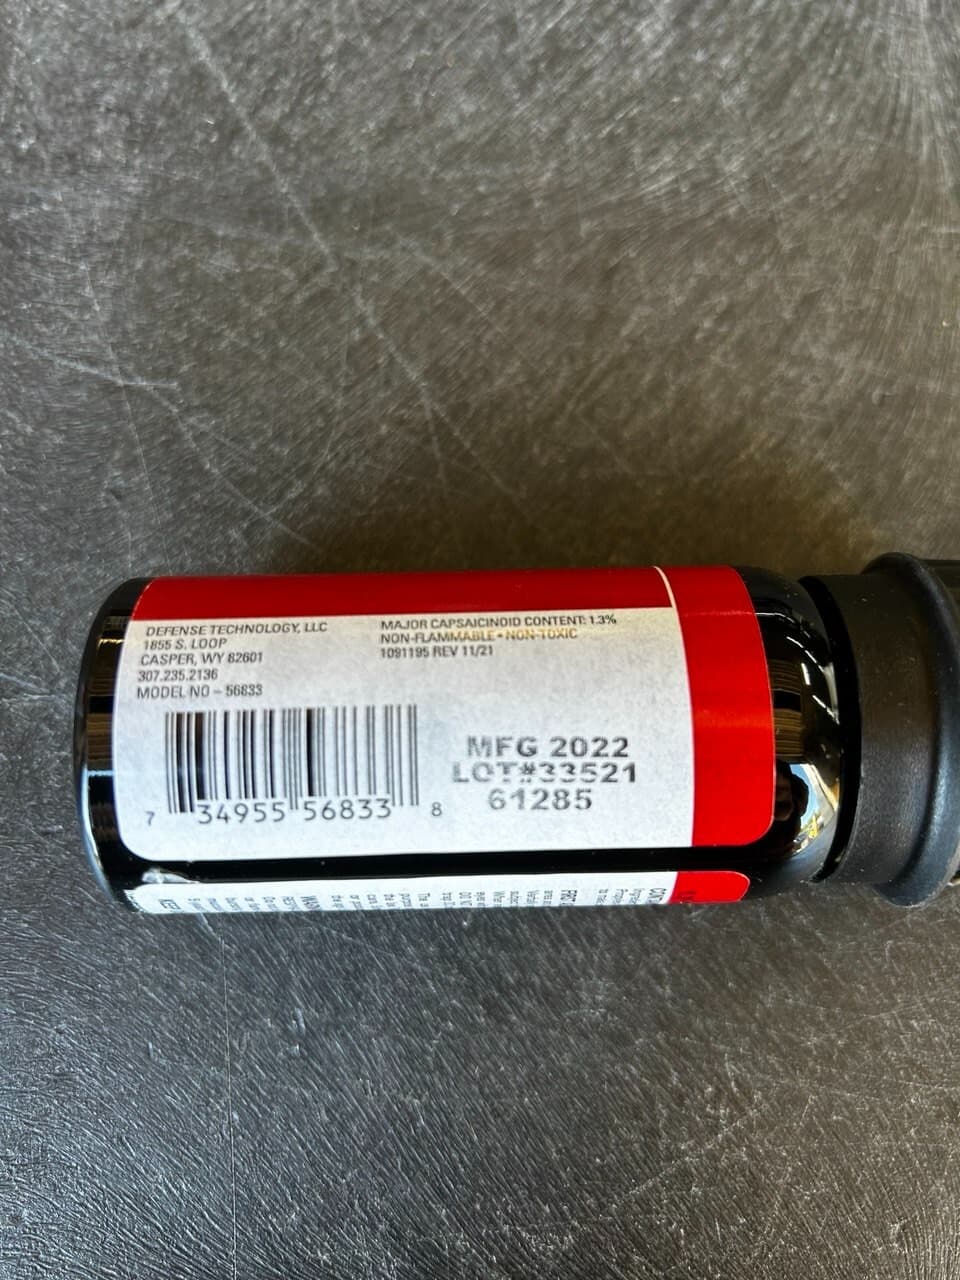 DEFENSE TECHNOLOGY, LLC
1855 S. LOOP
CASPER, WY 82601
307.235.2136
MODEL NO – 56833
MAJOR CAPSAICINOID CONTENT: 1.3%
NON-FLAMMABLE • NON-TOXIC
1091195 REV 11/21
7 34955 56833 8
MFG 2022
LOT#33521
61285